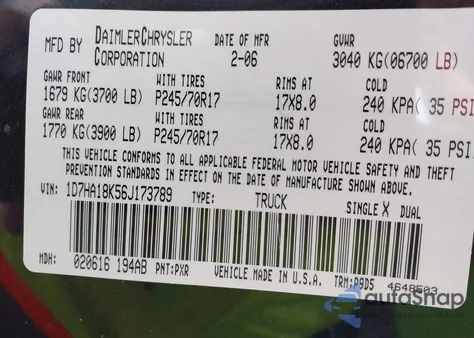 MFD BY DAIMLERCHRYSLER CORPORATION DATE OF MFR 2-06 GVWR 3040 KG(06700 LB)
GAWR FRONT WITH TIRES RIMS AT COLD
1679 KG(3700 LB) P245/70R17 17X8.0 240 KPA( 35 PSI
GAWR REAR WITH TIRES RIMS AT COLD
1770 KG(3900 LB) P245/70R17 17X8.0 240 KPA( 35 PSI
THIS VEHICLE CONFORMS TO ALL APPLICABLE FEDERAL MOTOR VEHICLE SAFETY AND THEFT
PREVENTION STANDARDS IN EFFECT ON THE DATE OF MANUFACTURE SHOWN ABOVE.
VIN: 1D7HA18K56J173789 TYPE: TRUCK SINGLE X DUAL
MDH: 020616 194AB PNT: PXR VEHICLE MADE IN U.S.A. TRM: P9D5 4648503
autoSnap